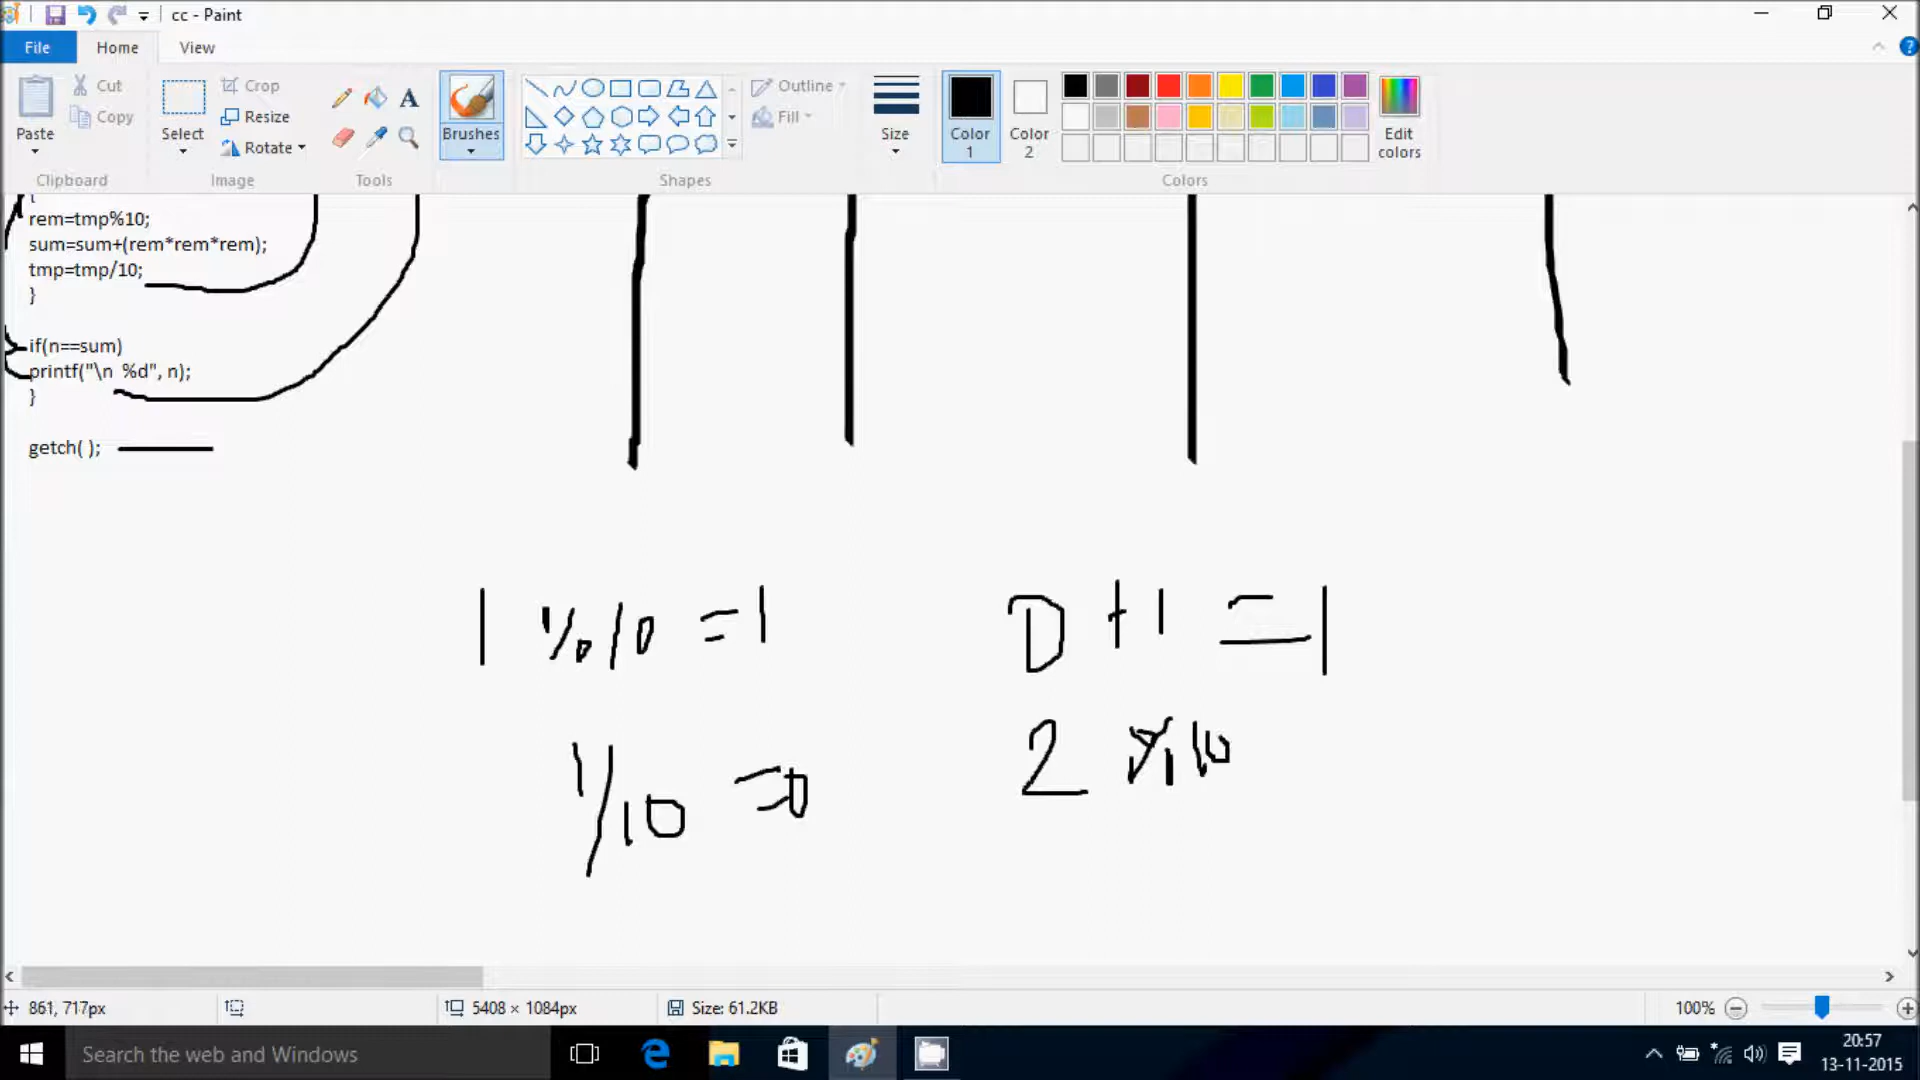 cc - Paint
File Home View
Paste
Cut
Copy
Clipboard
Select
Crop
Resize
Rotate
Image
A
Tools
Brushes
Shapes
Outline
Fill
Size
Color 1
Color 2
Edit colors
Colors
{
rem=tmp%10;
sum=sum+(rem*rem*rem);
tmp=tmp/10;
}
if(n==sum)
printf("\n %d", n);
}
getch( );
1 % 10 = 1
0 + 1 = 1
1/10 = 0
2 % 10
861, 717px
5408 × 1084px
Size: 61.2KB
100%
Search the web and Windows
20:57
13-11-2015